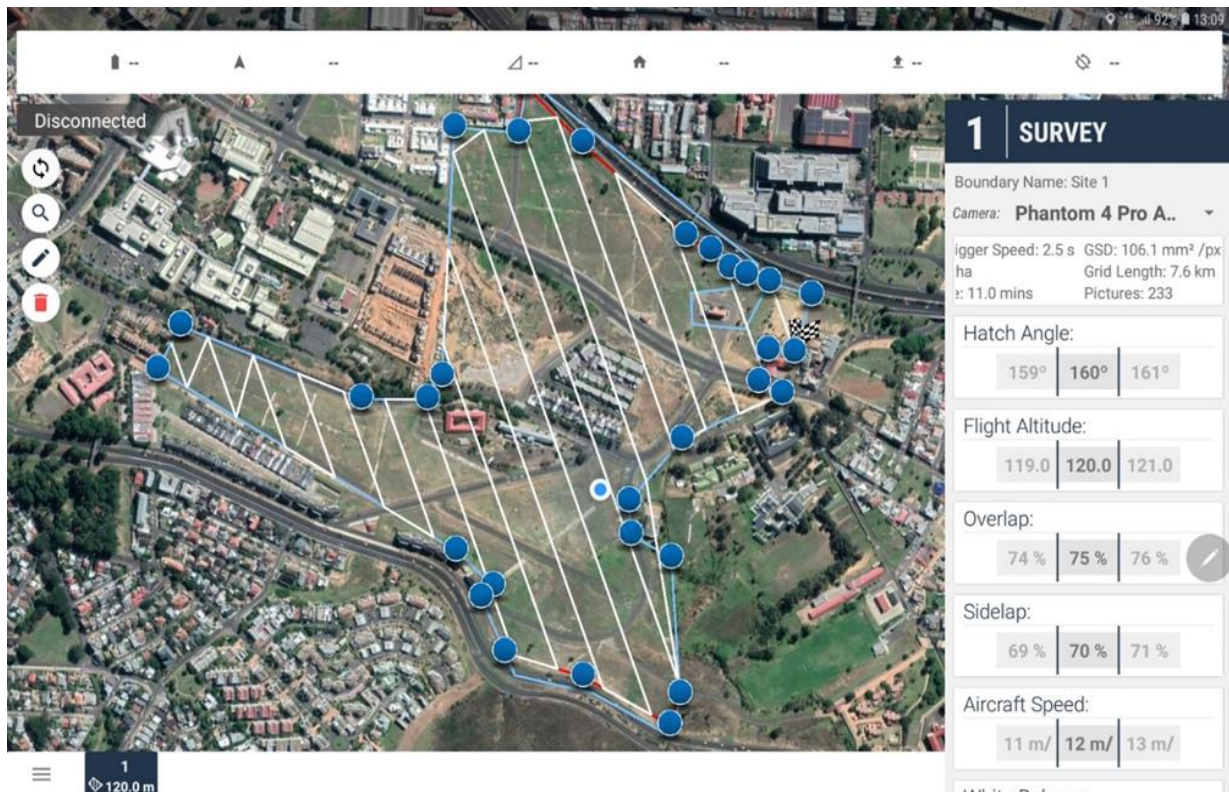 92% 13:09
-- -- -- -- -- --
Disconnected
1 SURVEY
Boundary Name: Site 1
Camera: Phantom 4 Pro A..
igger Speed: 2.5 s GSD: 106.1 mm² /px
ha Grid Length: 7.6 km
: 11.0 mins Pictures: 233
Hatch Angle:
159º 160º 161º
Flight Altitude:
119.0 120.0 121.0
Overlap:
74 % 75 % 76 %
Sidelap:
69 % 70 % 71 %
Aircraft Speed:
11 m/ 12 m/ 13 m/
1
120.0 m